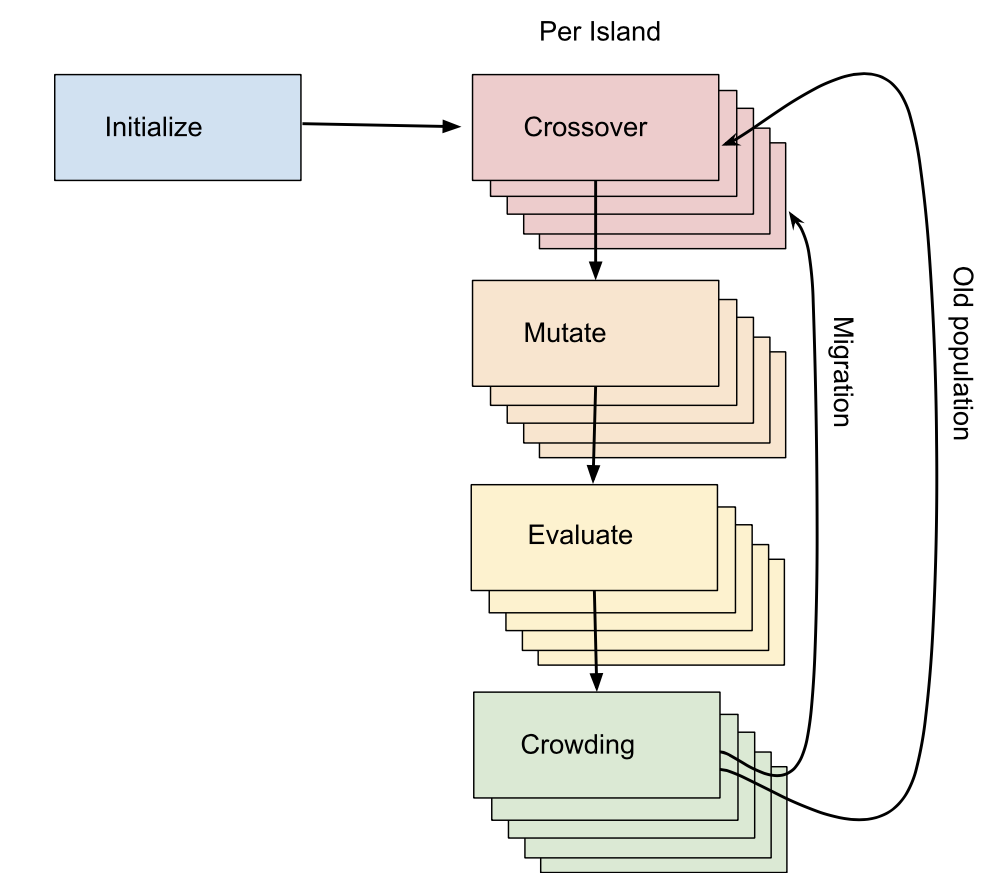 Per Island
Initialize
Crossover
Mutate
Evaluate
Crowding
Migration
Old population